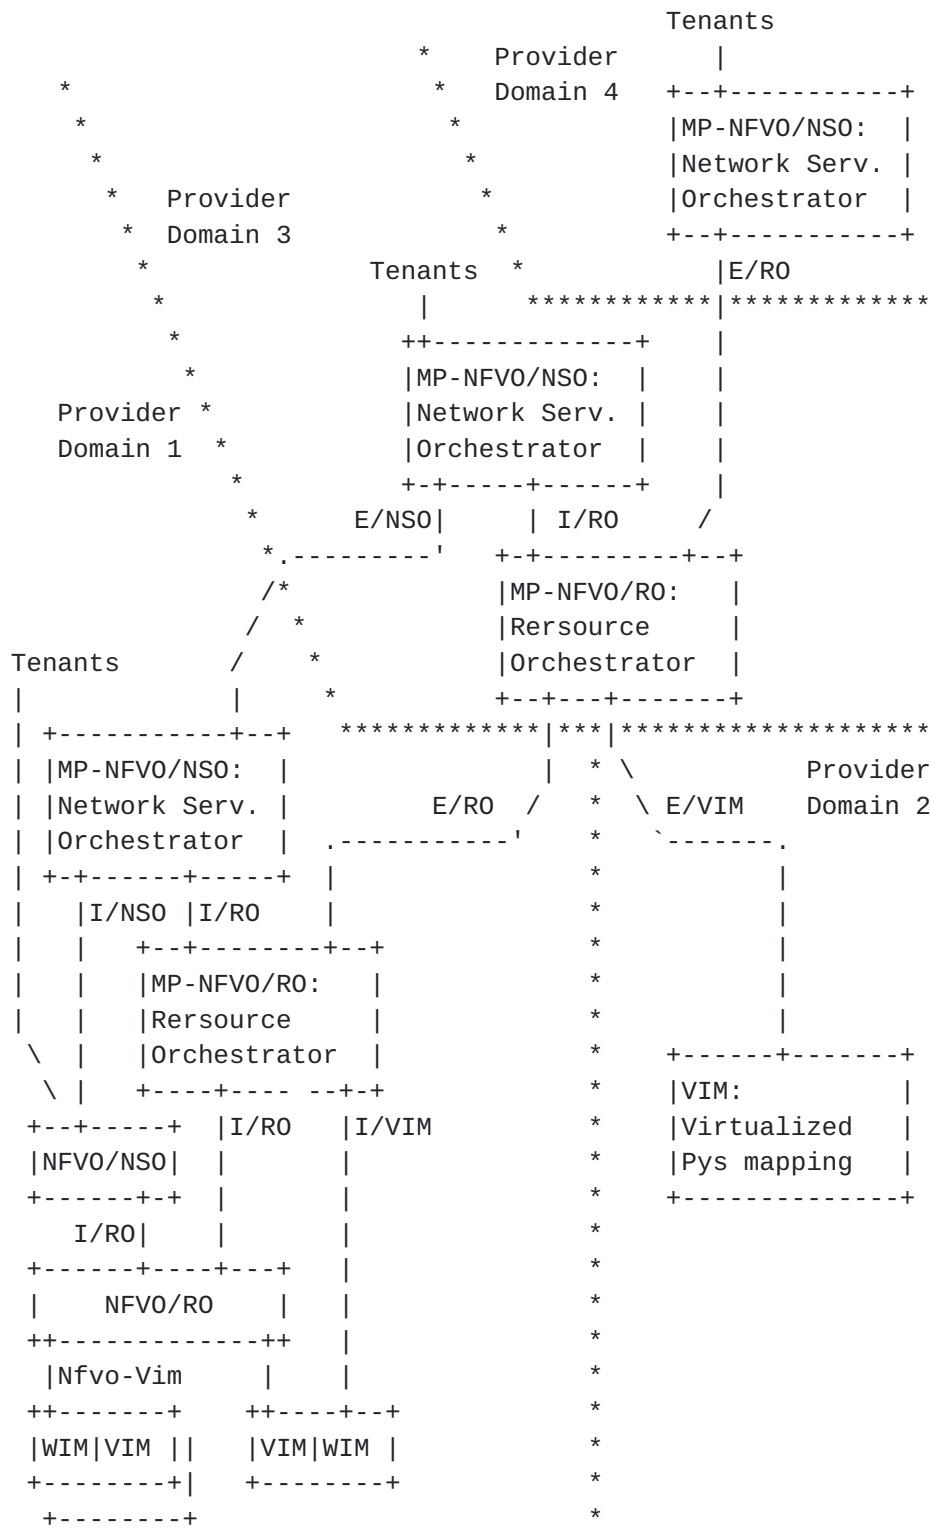 Tenants
                          *    Provider      |
   *                       *   Domain 4   +--+-----------+
    *                       *             |MP-NFVO/NSO:  |
     *                       *            |Network Serv. |
      *   Provider            *           |Orchestrator  |
       *  Domain 3             *          +--+-----------+
        *              Tenants  *            |E/RO
         *                |      ************|*************
          *              ++-------------+    |
           *             |MP-NFVO/NSO:  |    |
   Provider *            |Network Serv. |    |
   Domain 1  *           |Orchestrator  |    |
              *          +-+-----+------+    |
               *      E/NSO|     | I/RO     /
                *.---------'   +-+---------+--+
                /*             |MP-NFVO/RO:   |
               /  *            |Rersource     |
Tenants       /    *           |Orchestrator  |
|             |     *          +--+---+-------+
| +-----------+--+   *************|***|********************
| |MP-NFVO/NSO:  |                |  * \           Provider
| |Network Serv. |         E/RO  /   *  \ E/VIM    Domain 2
| |Orchestrator  |  .-----------'    *   `-------.
| +-+------+-----+  |                *           |
|   |I/NSO |I/RO    |                *           |
|   |   +--+--------+--+             *           |
|   |   |MP-NFVO/RO:   |             *           |
|   |   |Rersource     |             *           |
 \  |   |Orchestrator  |             *    +------+-------+
  \ |   +----+---- --+-+             *    |VIM:          |
 +--+-----+  |I/RO   |I/VIM          *    |Virtualized   |
 |NFVO/NSO|  |       |               *    |Pys mapping   |
 +------+-+  |       |               *    +--------------+
    I/RO|    |       |               *
 +------+----+---+   |               *
 |    NFVO/RO    |   |               *
 ++-------------++   |               *
  |Nfvo-Vim     |    |               *
 ++-------+    ++----+--+            *
 |WIM|VIM ||   |VIM|WIM |            *
 +--------+|   +--------+            *
  +--------+                         *